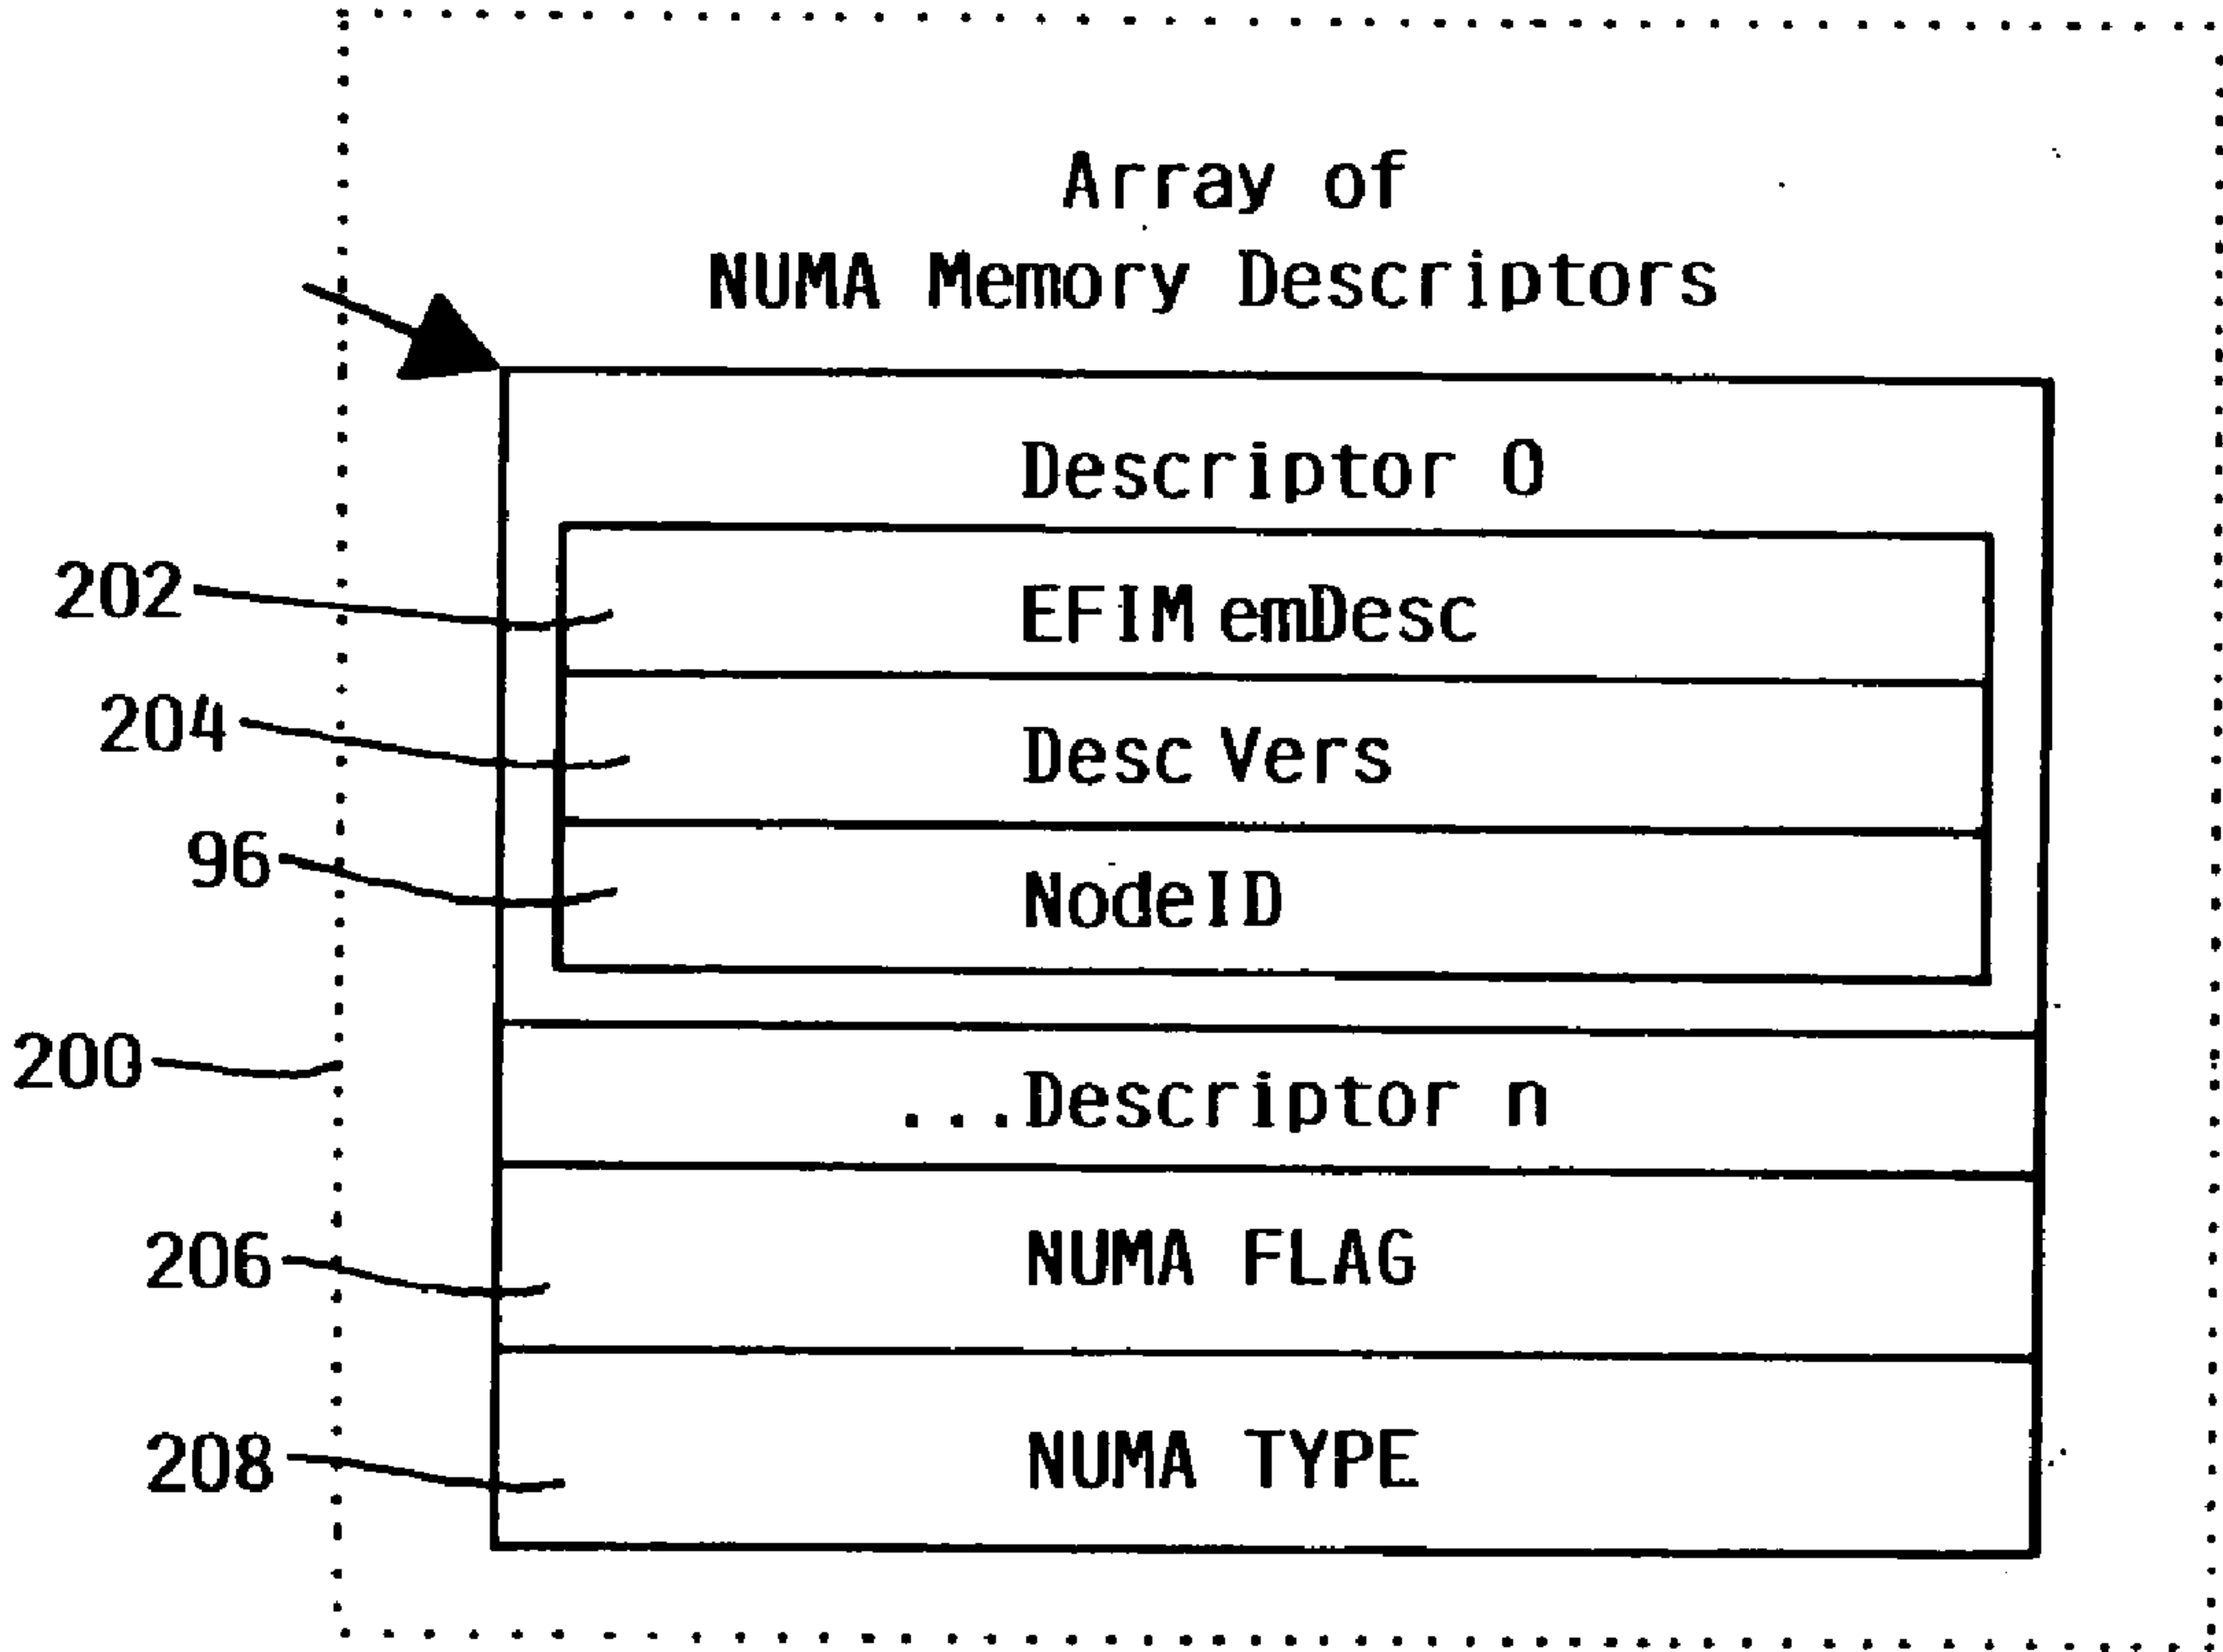 Array of
NUMA Memory Descriptors
Descriptor 0
202
EFIMemDesc
204
Desc Vers
96
NodeID
200
...Descriptor n
206
NUMA FLAG
208
NUMA TYPE